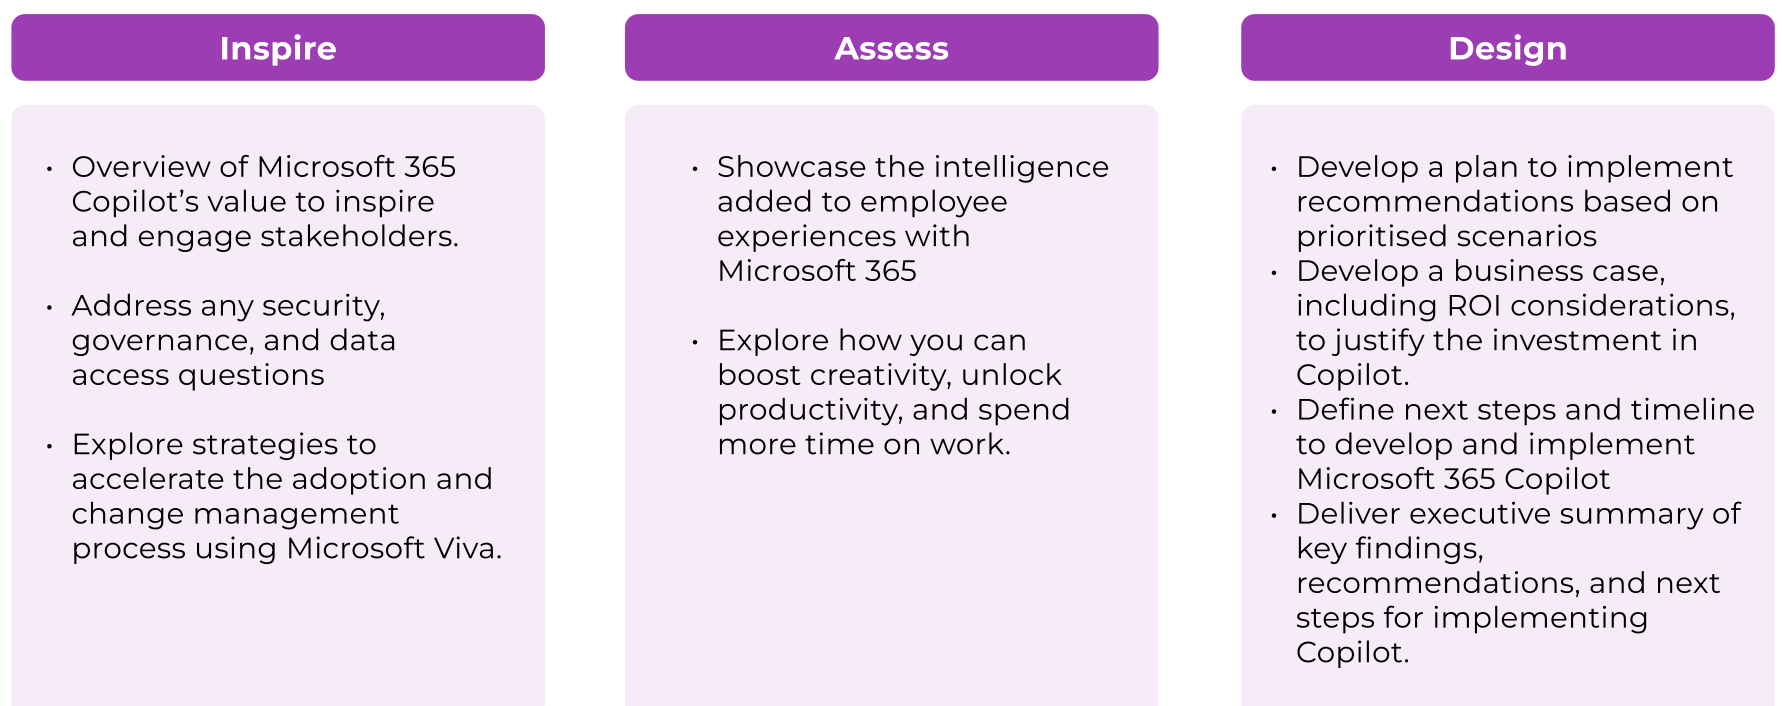 Inspire
• Overview of Microsoft 365
Copilot’s value to inspire
and engage stakeholders.
• Address any security,
governance, and data
access questions
• Explore strategies to
accelerate the adoption and
change management
process using Microsoft Viva.
Assess
• Showcase the intelligence
added to employee
experiences with
Microsoft 365
• Explore how you can
boost creativity, unlock
productivity, and spend
more time on work.
Design
• Develop a plan to implement
recommendations based on
prioritised scenarios
• Develop a business case,
including ROI considerations,
to justify the investment in
Copilot.
• Define next steps and timeline
to develop and implement
Microsoft 365 Copilot
• Deliver executive summary of
key findings,
recommendations, and next
steps for implementing
Copilot.